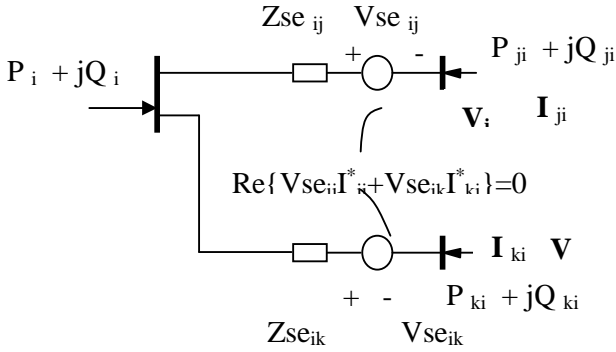 Zse ij Vse ij
+ -
P ji + jQ ji
P i + jQ i
I ji
Re{Vse I* +Vse I* }=0
I ki V
+ -
P ki + jQ ki
Zse ik Vse ik